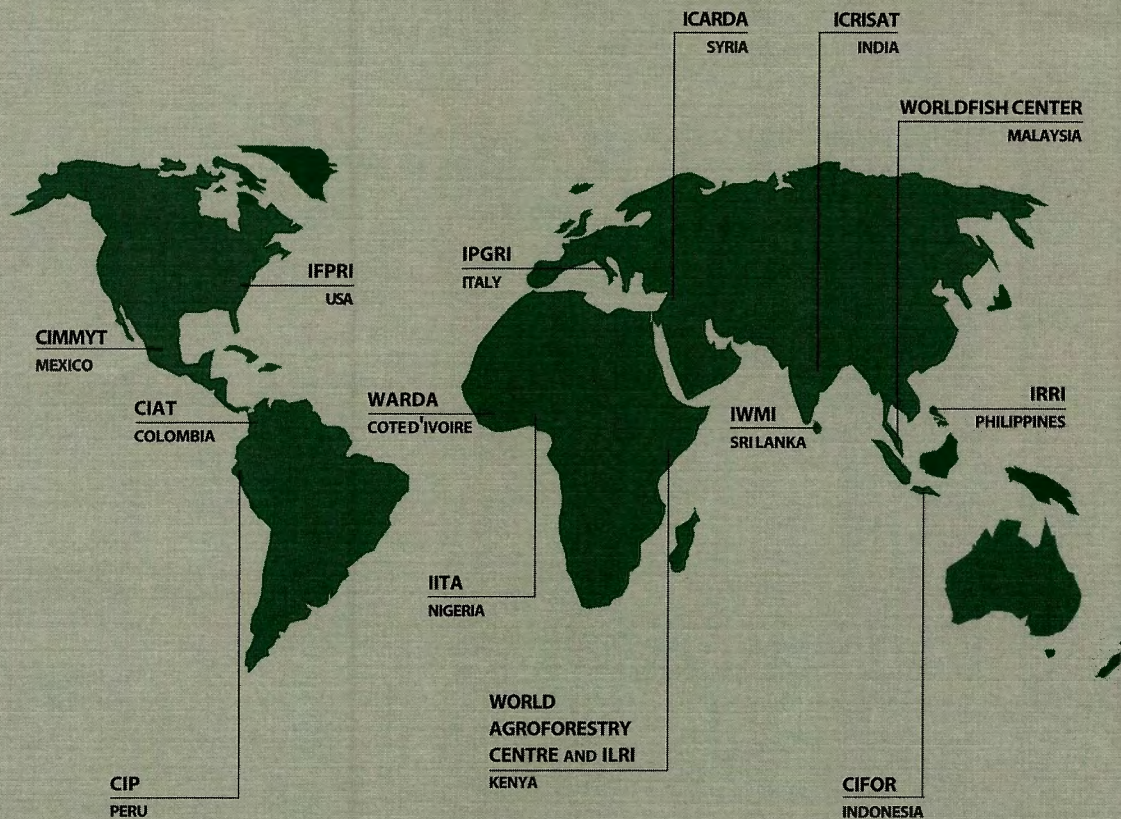 ICARDA
SYRIA
ICRISAT
INDIA
WORLDFISH CENTER
MALAYSIA
IPGRI
ITALY
IFPRI
USA
CIMMYT
MEXICO
CIAT
COLOMBIA
WARDA
COTED'IVOIRE
IWMI
SRI LANKA
IRRI
PHILIPPINES
IITA
NIGERIA
WORLD
AGROFORESTRY
CENTRE AND ILRI
KENYA
CIP
PERU
CIFOR
INDONESIA